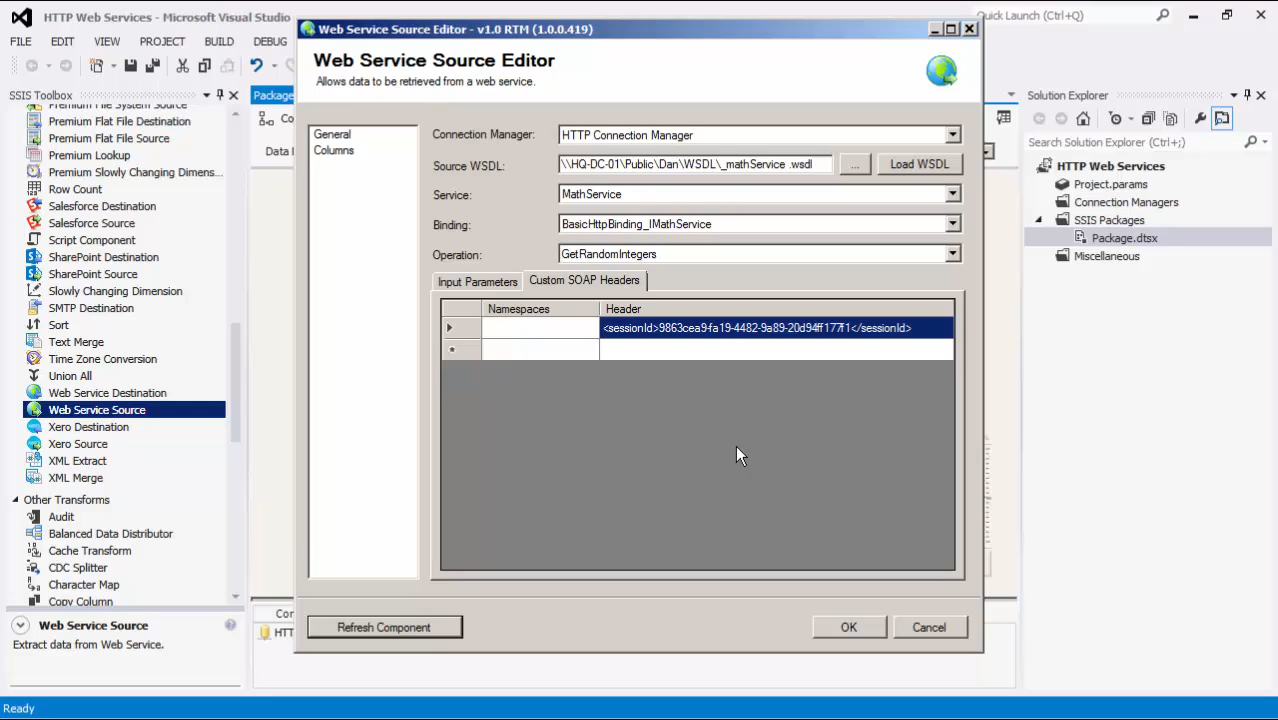 HTTP Web Services - Microsoft Visual Studio
Quick Launch (Ctrl+Q)
FILE EDIT VIEW PROJECT BUILD DEBUG
SSIS Toolbox
Premium File System Source
Premium Flat File Destination
Premium Flat File Source
Premium Lookup
Premium Slowly Changing Dimens...
Row Count
Salesforce Destination
Salesforce Source
Script Component
SharePoint Destination
SharePoint Source
Slowly Changing Dimension
SMTP Destination
Sort
Text Merge
Time Zone Conversion
Union All
Web Service Destination
Web Service Source
Xero Destination
Xero Source
XML Extract
XML Merge
Other Transforms
Audit
Balanced Data Distributor
Cache Transform
CDC Splitter
Character Map
Copy Column
Web Service Source
Extract data from Web Service.
Ready
Package
Co
Data
Con
HTT
Web Service Source Editor - v1.0 RTM (1.0.0.419)
Web Service Source Editor
Allows data to be retrieved from a web service.
General
Columns
Connection Manager: HTTP Connection Manager
Source WSDL: \\HQ-DC-01\Public\Dan\WSDL\_mathService .wsdl ... Load WSDL
Service: MathService
Binding: BasicHttpBinding_IMathService
Operation: GetRandomIntegers
Input Parameters Custom SOAP Headers
Namespaces Header
<sessionId>9863cea9-fa19-4482-9a89-20d94ff177f1</sessionId>
*
Refresh Component OK Cancel
Solution Explorer
Search Solution Explorer (Ctrl+;)
HTTP Web Services
Project.params
Connection Managers
SSIS Packages
Package.dtsx
Miscellaneous